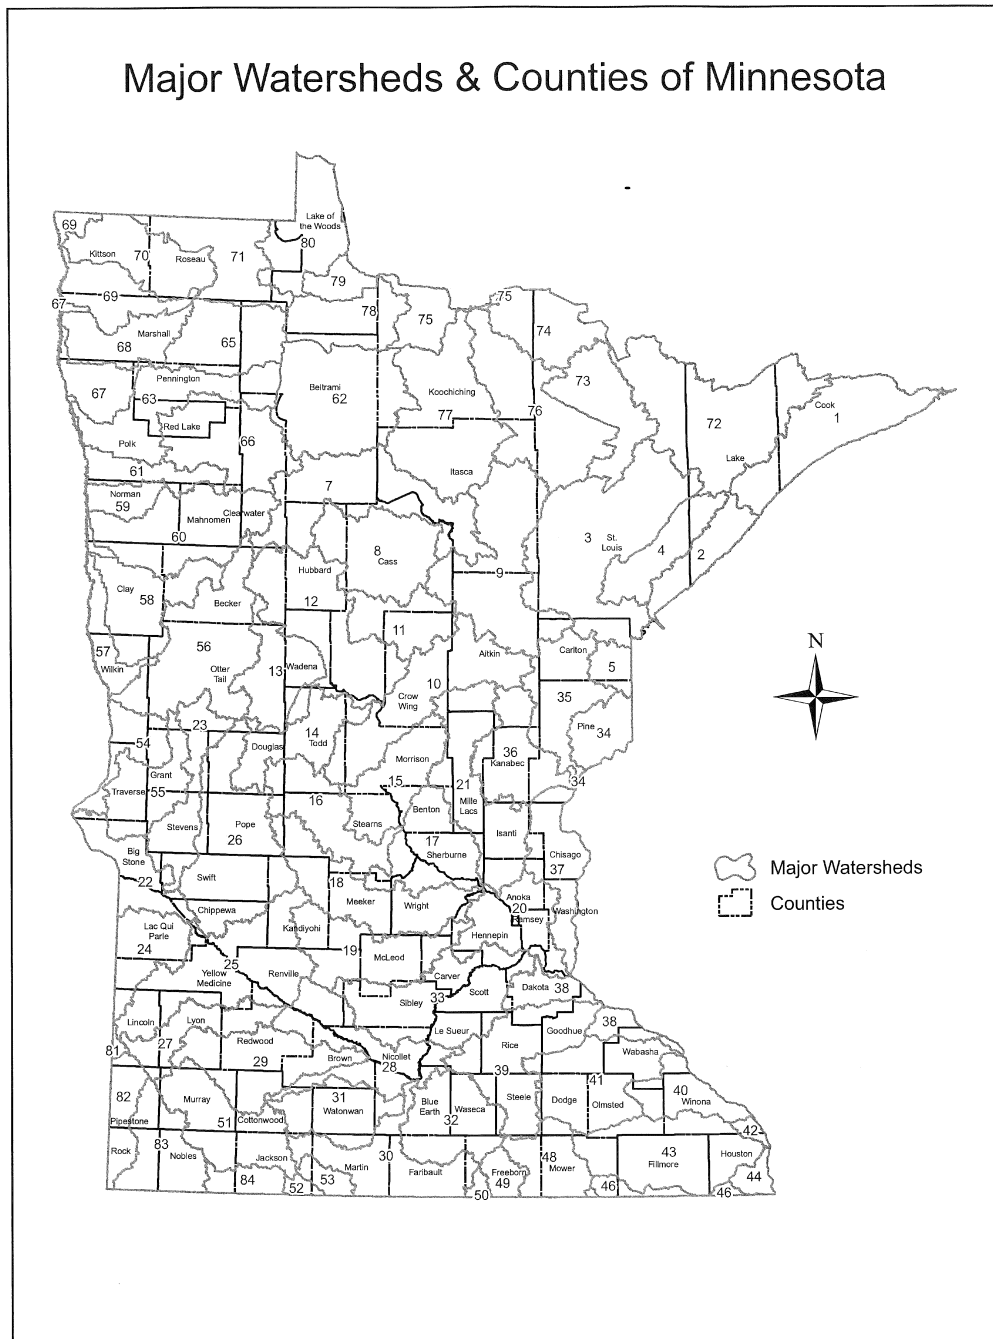 Major Watersheds & Counties of Minnesota
Lake of
the Woods
69
80
Kittson
70
Roseau
71
79
69
67
78
75
75
74
Marshall
68
65
Pennington
67
63
Red Lake
Beltrami
62
Koochiching
73
76
77
72
Cook
1
Polk
66
61
Lake
Itasca
7
Norman
59
Mahnomen
Clearwater
60
8
Cass
3
St.
Louis
4
2
9
Hubbard
Clay
58
Becker
12
11
57
Wilkin
56
Otter
Tail
13
Wadena
Aitkin
Carlton
5
N
10
Crow
Wing
35
23
54
Douglas
14
Todd
Pine
34
Morrison
36
Kanabec
Grant
Traverse
55
16
15
21
34
Mille
Lacs
Benton
Stevens
Pope
26
Stearns
Isanti
17
Sherburne
Chisago
37
Big
Stone
22
Swift
18
Meeker
Wright
Anoka
20
Ramsey
Washington
Major Watersheds
Counties
Chippewa
Kandiyohi
Lac Qui
Parle
24
Hennepin
19
McLeod
25
Yellow
Medicine
Renville
Carver
Scott
Dakota
38
Sibley
33
Lincoln
Lyon
Redwood
Le Sueur
Rice
Goodhue
38
Wabasha
81
27
29
Brown
Nicollet
28
39
41
82
Pipestone
Murray
51
Cottonwood
31
Watonwan
Blue
Earth
Waseca
32
Steele
Dodge
Olmsted
40
Winona
42
Rock
83
Nobles
Jackson
84
52
53
Martin
30
Faribault
Freeborn
49
50
48
Mower
46
43
Fillmore
Houston
44
46